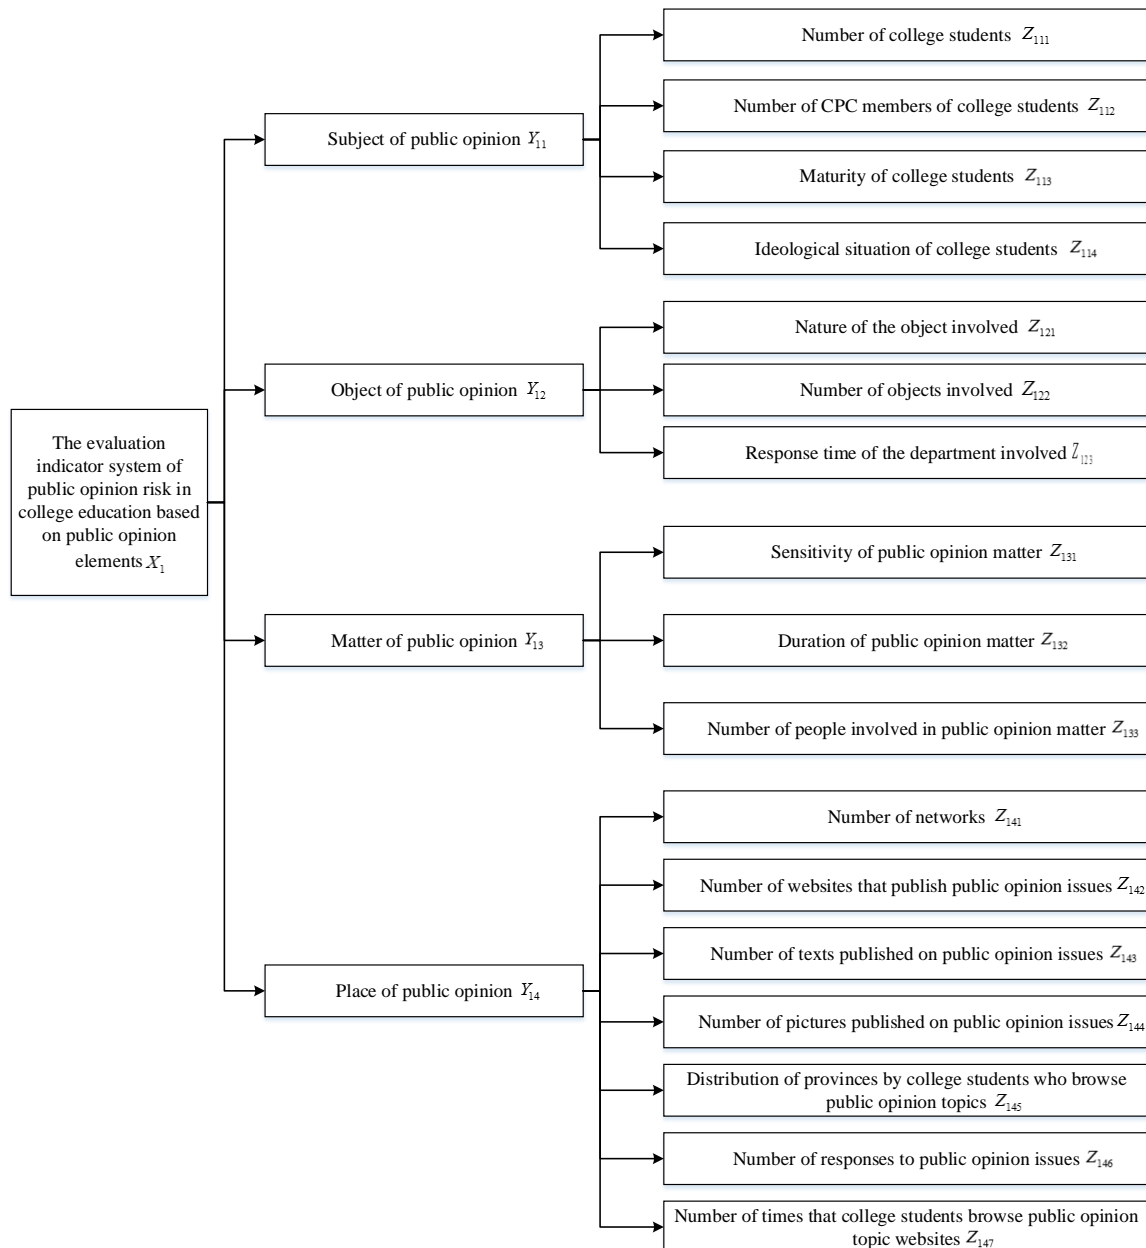 The evaluation
indicator system of
public opinion risk in
college education based
on public opinion
elements X₁
Subject of public opinion Y₁₁
Number of college students Z₁₁₁
Number of CPC members of college students Z₁₁₂
Maturity of college students Z₁₁₃
Ideological situation of college students Z₁₁₄
Object of public opinion Y₁₂
Nature of the object involved Z₁₂₁
Number of objects involved Z₁₂₂
Response time of the department involved Z₁₂₃
Matter of public opinion Y₁₃
Sensitivity of public opinion matter Z₁₃₁
Duration of public opinion matter Z₁₃₂
Number of people involved in public opinion matter Z₁₃₃
Place of public opinion Y₁₄
Number of networks Z₁₄₁
Number of websites that publish public opinion issues Z₁₄₂
Number of texts published on public opinion issues Z₁₄₃
Number of pictures published on public opinion issues Z₁₄₄
Distribution of provinces by college students who browse
public opinion topics Z₁₄₅
Number of responses to public opinion issues Z₁₄₆
Number of times that college students browse public opinion
topic websites Z₁₄₇